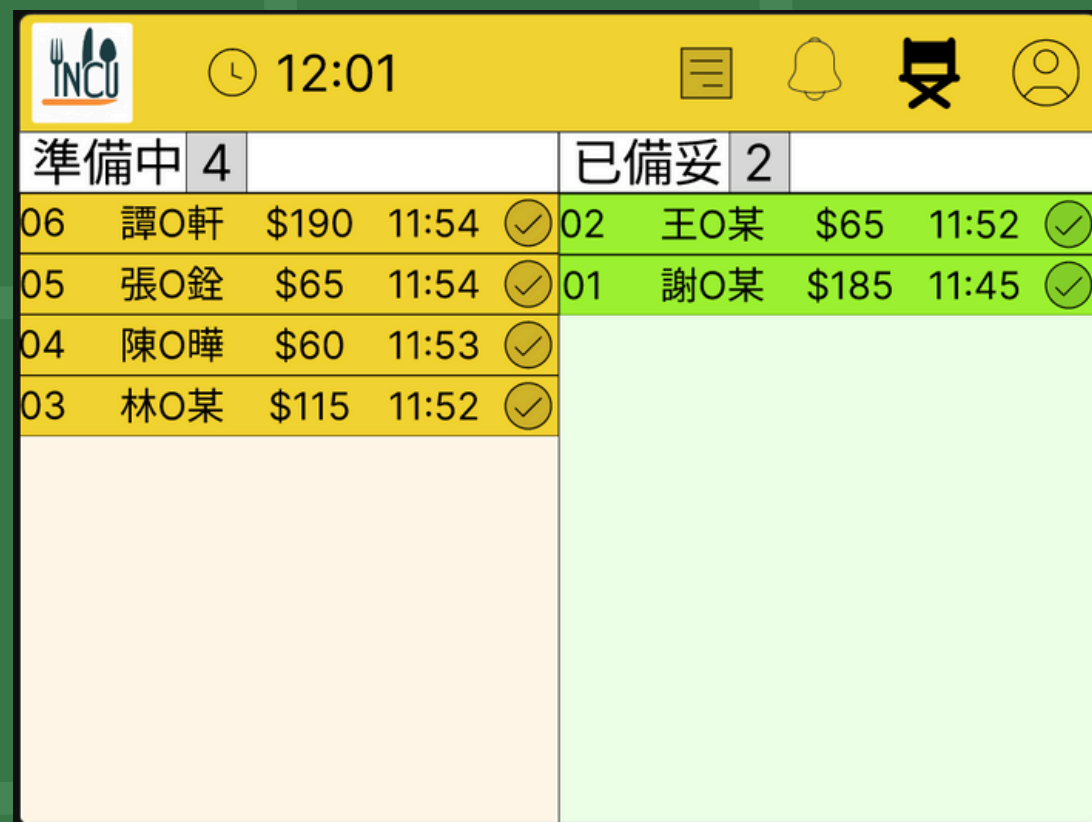 INCU 12:01
準備中 4
06 譚O軒 $190 11:54
05 張O銓 $65 11:54
04 陳O曄 $60 11:53
03 林O某 $115 11:52
已備妥 2
02 王O某 $65 11:52
01 謝O某 $185 11:45